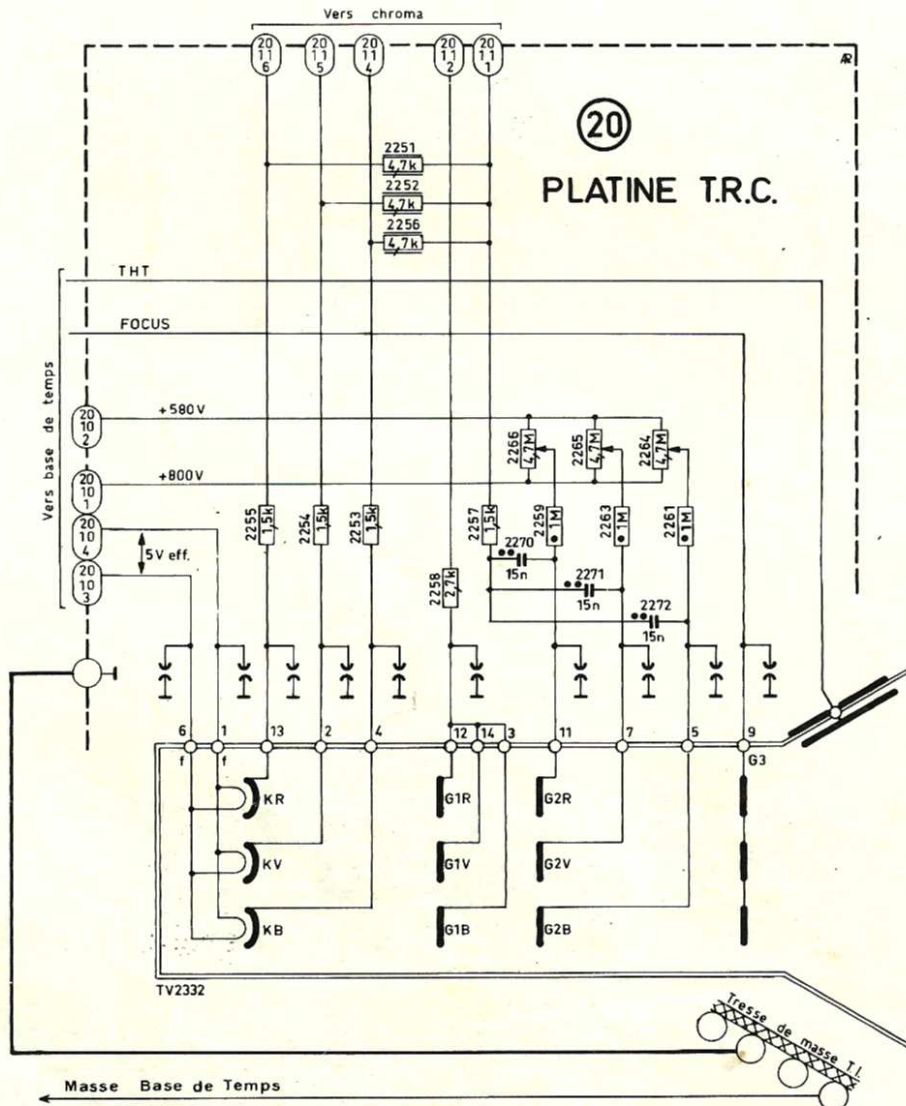 Vers chroma
20 11 6
20 11 5
20 11 4
20 11 2
20 11 1
20
PLATINE T.R.C.
2251
4,7k
2252
4,7k
2256
4,7k
THT
FOCUS
Vers base de temps
20 10 2
+580V
20 10 1
+800V
20 10 4
5V eff.
20 10 3
2266
4,7M
2265
4,7M
2264
4,7M
2255
1,5k
2254
1,5k
2253
1,5k
2257
1,5k
2259
1M
2263
1M
2261
1M
2258
2,7k
2270
15n
2271
15n
2272
15n
6
1
13
2
4
12
14
3
11
7
5
9
f
f
G3
KR
G1R
G2R
KV
G1V
G2V
KB
G1B
G2B
TV2332
Tresse de masse T.I.
Masse Base de Temps